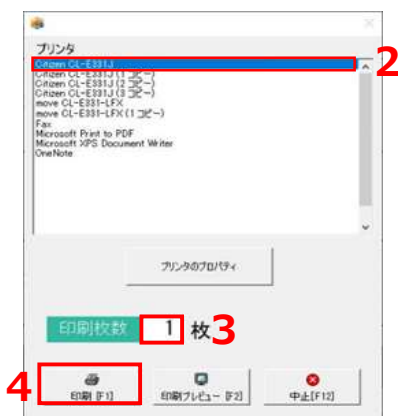 プリンタ
Citizen CL-E331J
2
Citizen CL-E331J (1 コピー)
Citizen CL-E331J (2 コピー)
Citizen CL-E331J (3 コピー)
move CL-E331-LFX
move CL-E331-LFX (1 コピー)
Fax
Microsoft Print to PDF
Microsoft XPS Document Writer
OneNote
プリンタのプロパティ
印刷枚数 1 枚 3
4
印刷 [F1] 印刷プレビュー [F2] 中止[F12]